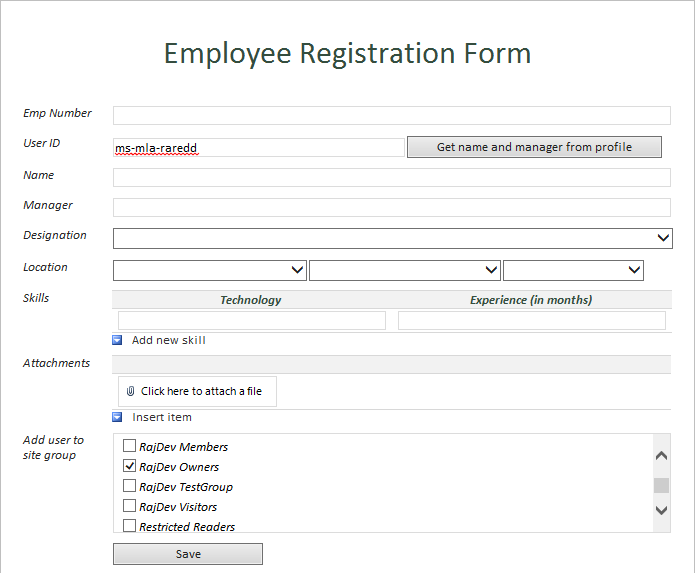 Employee Registration Form
Emp Number
User ID ms-mla-raredd Get name and manager from profile
Name
Manager
Designation
Location
Skills Technology Experience (in months)
Add new skill
Attachments
Click here to attach a file
Insert item
Add user to
site group
RajDev Members
RajDev Owners
RajDev TestGroup
RajDev Visitors
Restricted Readers
Save